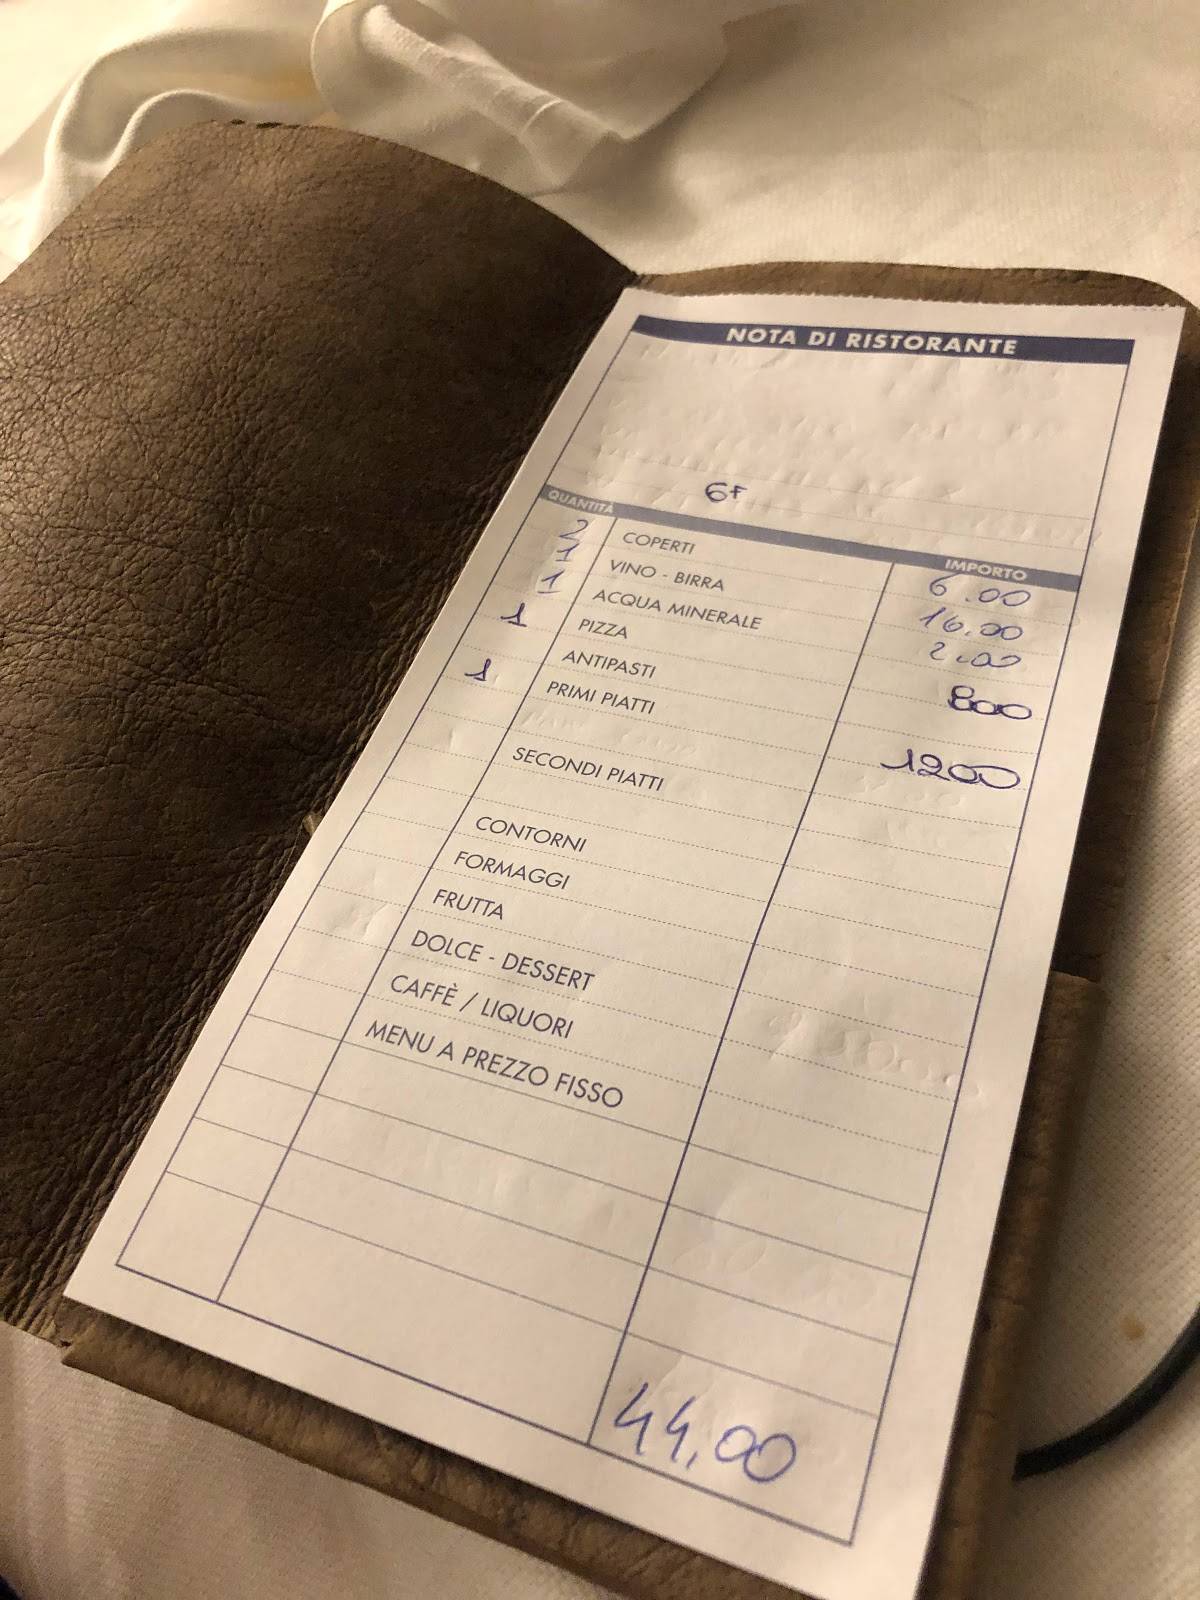 NOTA DI RISTORANTE
6F
QUANTITÀ IMPORTO
2 COPERTI 6.00
1 VINO - BIRRA 16.00
1 ACQUA MINERALE 2.00
1 PIZZA 800
ANTIPASTI
1 PRIMI PIATTI 1200
SECONDI PIATTI
CONTORNI
FORMAGGI
FRUTTA
DOLCE - DESSERT
CAFFÈ / LIQUORI
MENU A PREZZO FISSO
44,00